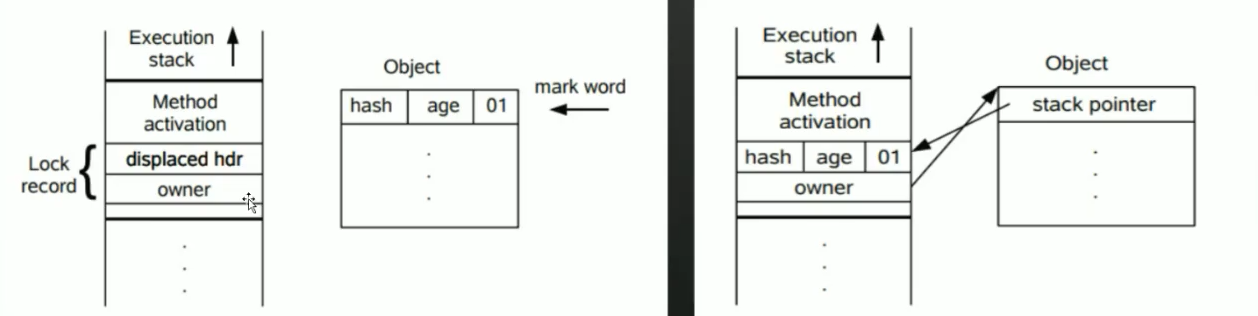 Execution
stack
Method
activation
Lock
record
displaced hdr
owner
Object
hash age 01
mark word
Execution
stack
Method
activation
hash age 01
owner
Object
stack pointer